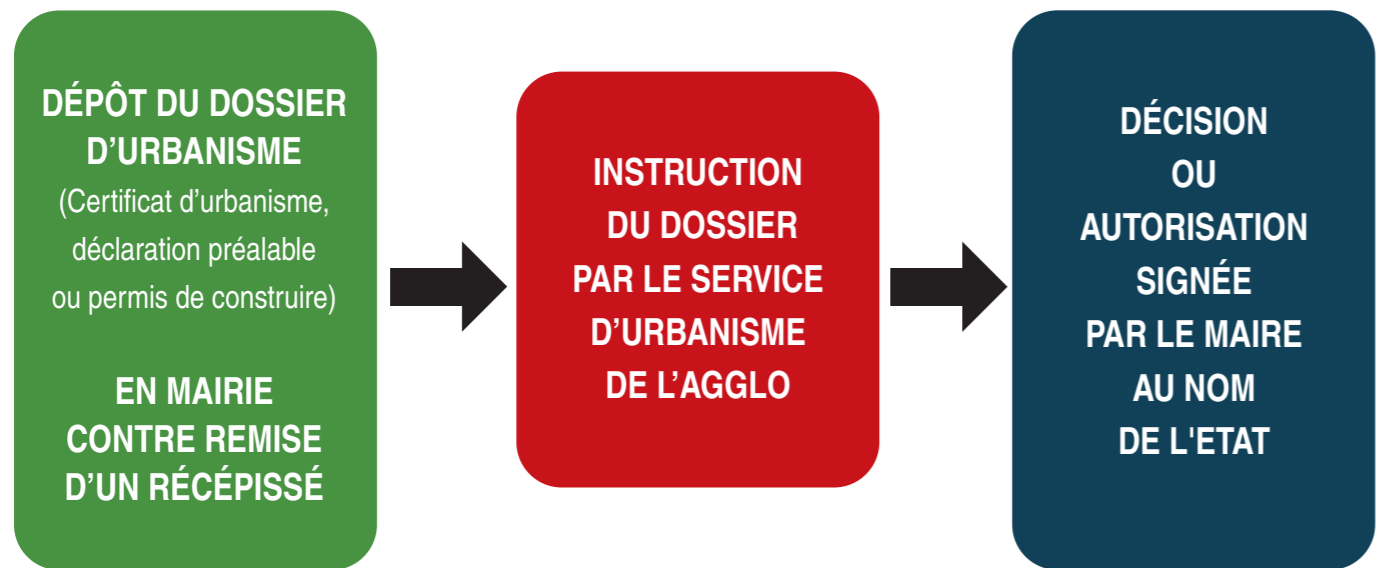 DÉPÔT DU DOSSIER
D’URBANISME
(Certificat d’urbanisme,
déclaration préalable
ou permis de construire)
EN MAIRIE
CONTRE REMISE
D’UN RÉCÉPISSÉ
INSTRUCTION
DU DOSSIER
PAR LE SERVICE
D’URBANISME
DE L’AGGLO
DÉCISION
OU
AUTORISATION
SIGNÉE
PAR LE MAIRE
AU NOM
DE L'ETAT